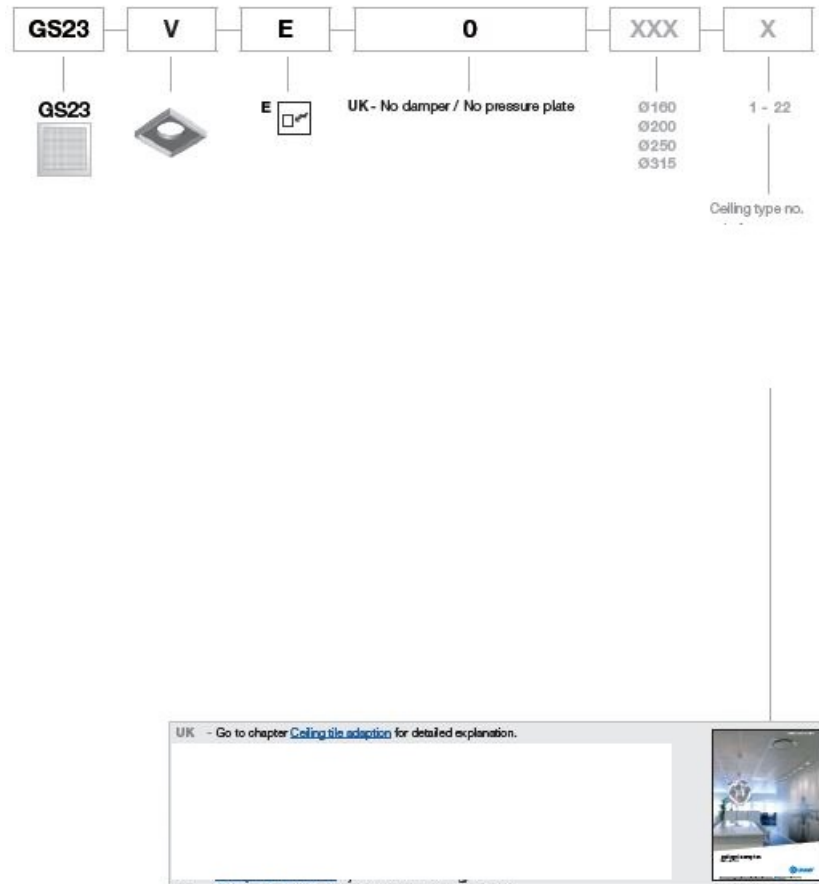 GS23 V E 0 XXX X
GS23
E
UK - No damper / No pressure plate
Ø160
Ø200
Ø250
Ø315
1 - 22
Ceiling type no.
UK - Go to chapter Ceiling tile adaption for detailed explanation.